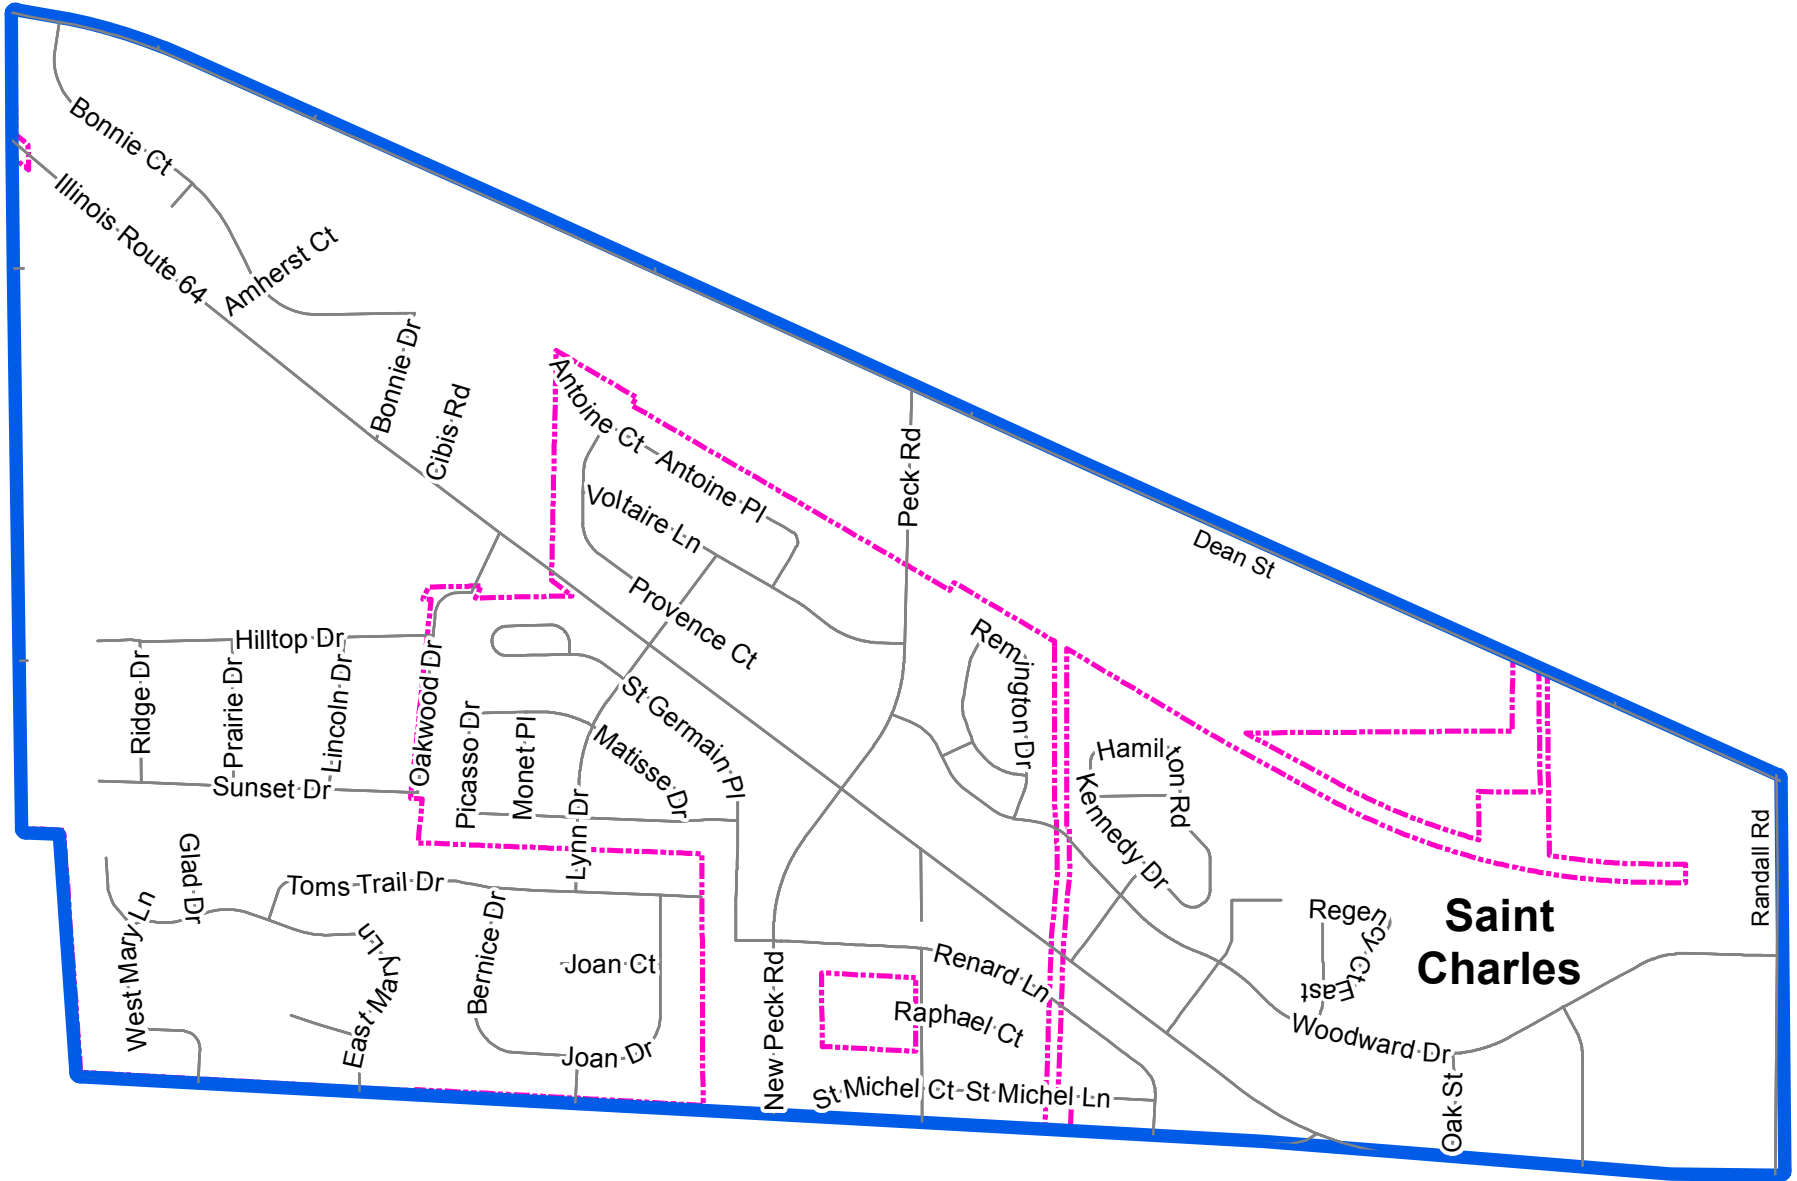 Bonnie Ct
Illinois Route 64
Amherst Ct
Bonnie Dr
Cibis Rd
Antoine Ct
Antoine Pl
Voltaire Ln
Provence Ct
Peck Rd
Dean St
Hilltop Dr
Ridge Dr
Prairie Dr
Lincoln Dr
Oakwood Dr
Sunset Dr
Picasso Dr
Monet Pl
Matisse Dr
St Germain Pl
Lynn Dr
Remington Dr
Hamilton Rd
Kennedy Dr
Glad Dr
Toms Trail Dr
West Mary Ln
East Mary Ln
Bernice Dr
Joan Ct
Joan Dr
New Peck Rd
Renard Ln
Raphael Ct
St Michel Ct
St Michel Ln
Regency Ct East
Woodward Dr
Oak St
Randall Rd
Saint
Charles